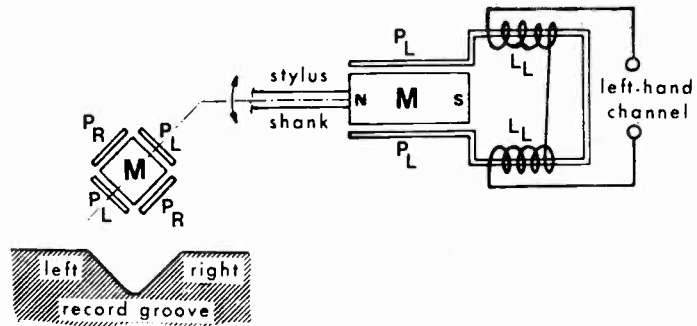 P_L
L_L
stylus
N M S
shank
left-hand
channel
L_L
P_L
P_R P_L
M
P_L P_R
left right
record groove